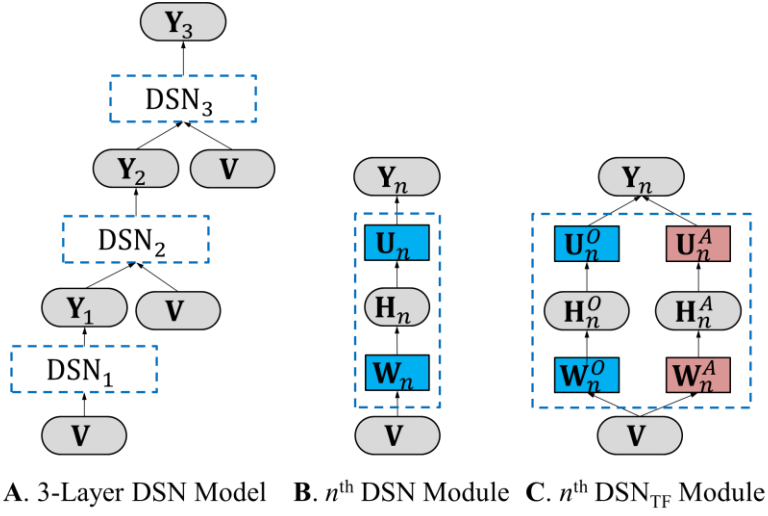 Y₃
DSN₃
Y₂ V
DSN₂
Y₁ V
DSN₁
V
Yₙ
Uₙ
Hₙ
Wₙ
V
Yₙ
Uₙᴼ Uₙᴬ
Hₙᴼ Hₙᴬ
Wₙᴼ Wₙᴬ
V
A. 3-Layer DSN Model B. nᵗʰ DSN Module C. nᵗʰ DSN_TF Module